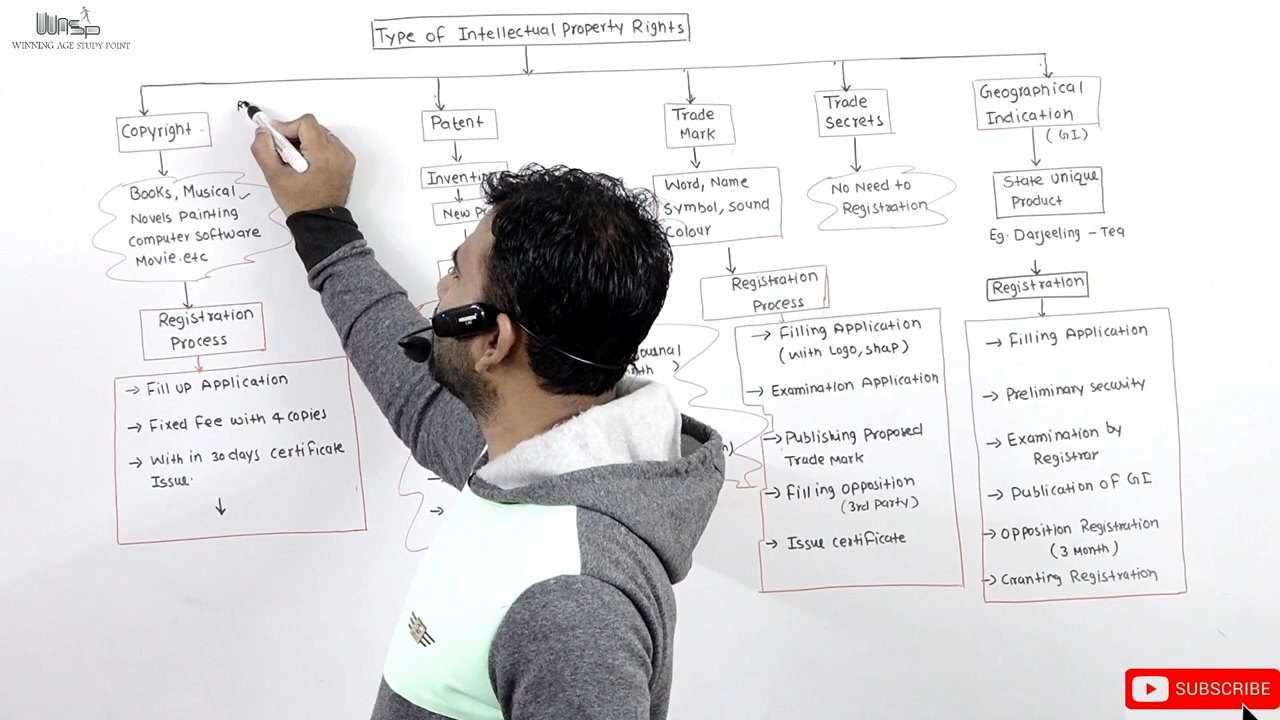 WASP
WINNING AGE STUDY POINT
Type of Intellectual Property Rights
Copyright
Books, Musical
Novels painting
computer software
Movie.etc
Registration
Process
→ Fill up Application
→ Fixed Fee with 4 copies
→ With in 30 days certificate
Issue.
Patent
New
Trade
Mark
Word, Name
Symbol, sound
Colour
Registration
Process
→ Filling Application
(with Logo, shap)
→ Examination Application
→ Publishing Proposed
Trade Mark
→ Filling opposition
(3rd Party)
→ Issue certificate
Trade
Secrets
No Need to
Registration
Geographical
Indication
(GI)
State unique
Product
Eg. Darjeeling - Tea
Registration
→ Filling Application
→ Preliminary security
→ Examination by
Registrar
→ Publication of GI
→ Opposition Registration
(3 Month)
→ Granting Registration
SUBSCRIBE